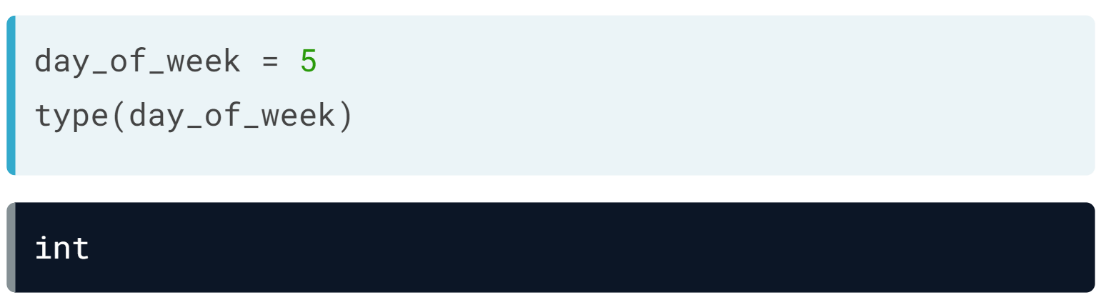 day_of_week = 5
type(day_of_week)
int